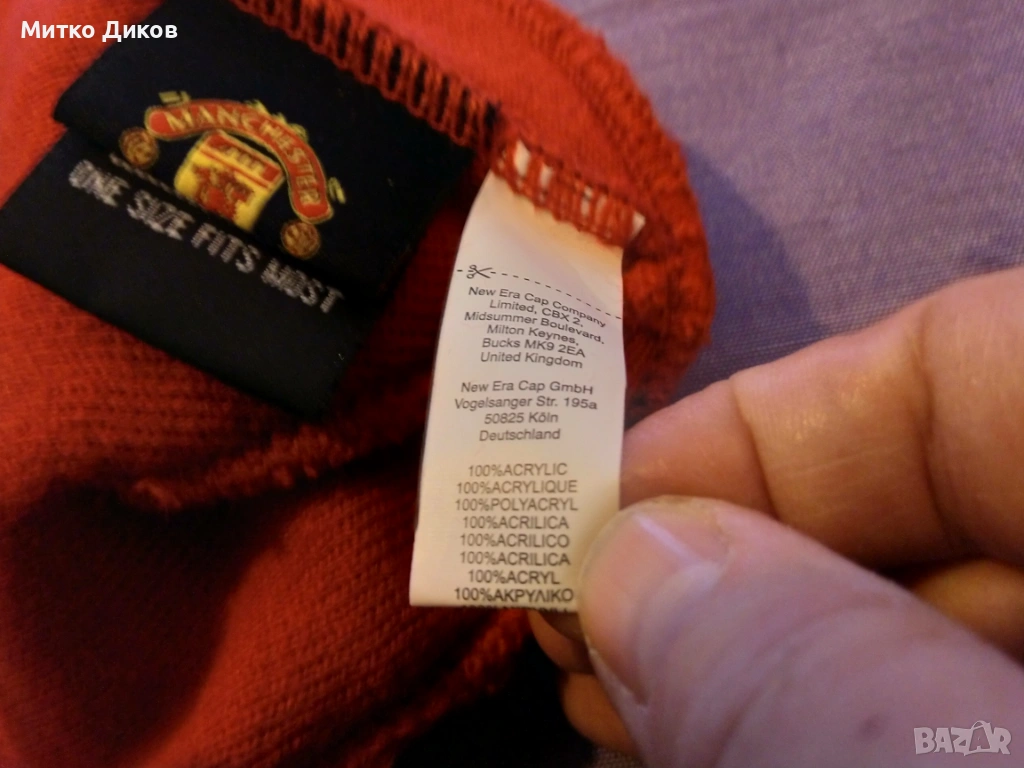 Митко Диков
MANCHESTER
ONE SIZE FITS MOST
New Era Cap Company
Limited, CBX 2,
Midsummer Boulevard,
Milton Keynes,
Bucks MK9 2EA
United Kingdom
New Era Cap GmbH
Vogelsanger Str. 195a
50825 Köln
Deutschland
100%ACRYLIC
100%ACRYLIQUE
100%POLYACRYL
100%ACRILICA
100%ACRILICO
100%ACRILICA
100%ACRYL
100%ΑΚΡΥΛΙΚΟ
BAZAR